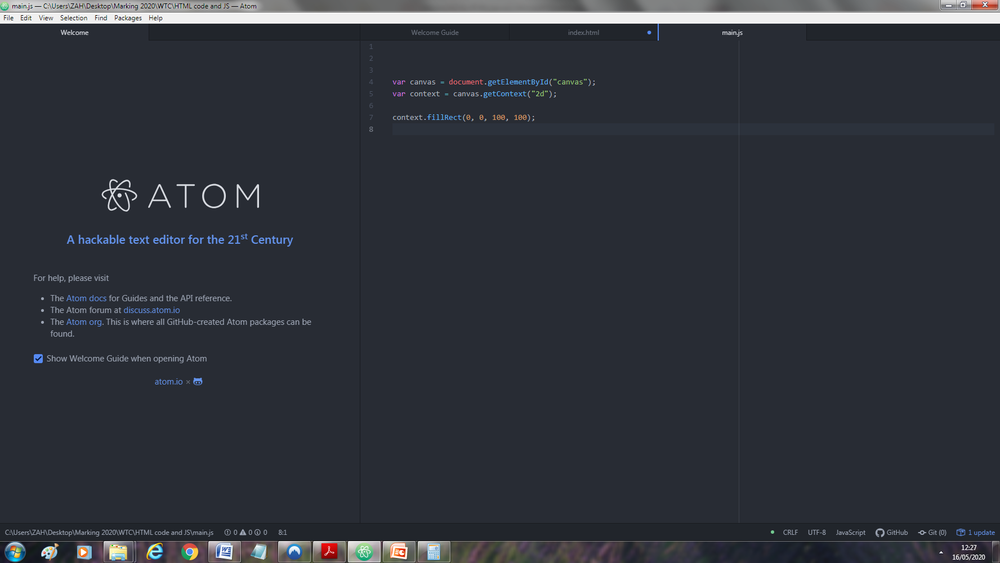 main.js — C:\Users\ZAH\Desktop\Marking 2020\WTC\HTML code and JS — Atom
File Edit View Selection Find Packages Help
Welcome
Welcome Guide
index.html
main.js
1
2
3
4 var canvas = document.getElementById("canvas");
5 var context = canvas.getContext("2d");
6
7 context.fillRect(0, 0, 100, 100);
8
ATOM
A hackable text editor for the 21st Century
For help, please visit
• The Atom docs for Guides and the API reference.
• The Atom forum at discuss.atom.io
• The Atom org. This is where all GitHub-created Atom packages can be
found.
Show Welcome Guide when opening Atom
atom.io ×
C:\Users\ZAH\Desktop\Marking 2020\WTC\HTML code and JS\main.js 0 0 0 8:1
CRLF UTF-8 JavaScript GitHub Git (0) 1 update
12:27
16/05/2020